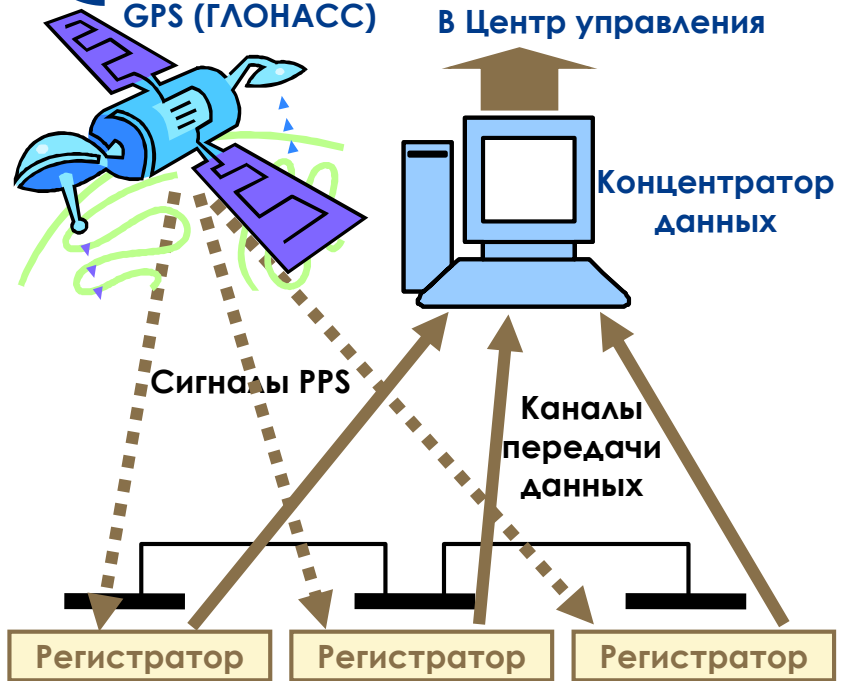 GPS (ГЛОНАСС)
В Центр управления
Концентратор
данных
Сигналы PPS
Каналы
передачи
данных
Регистратор
Регистратор
Регистратор